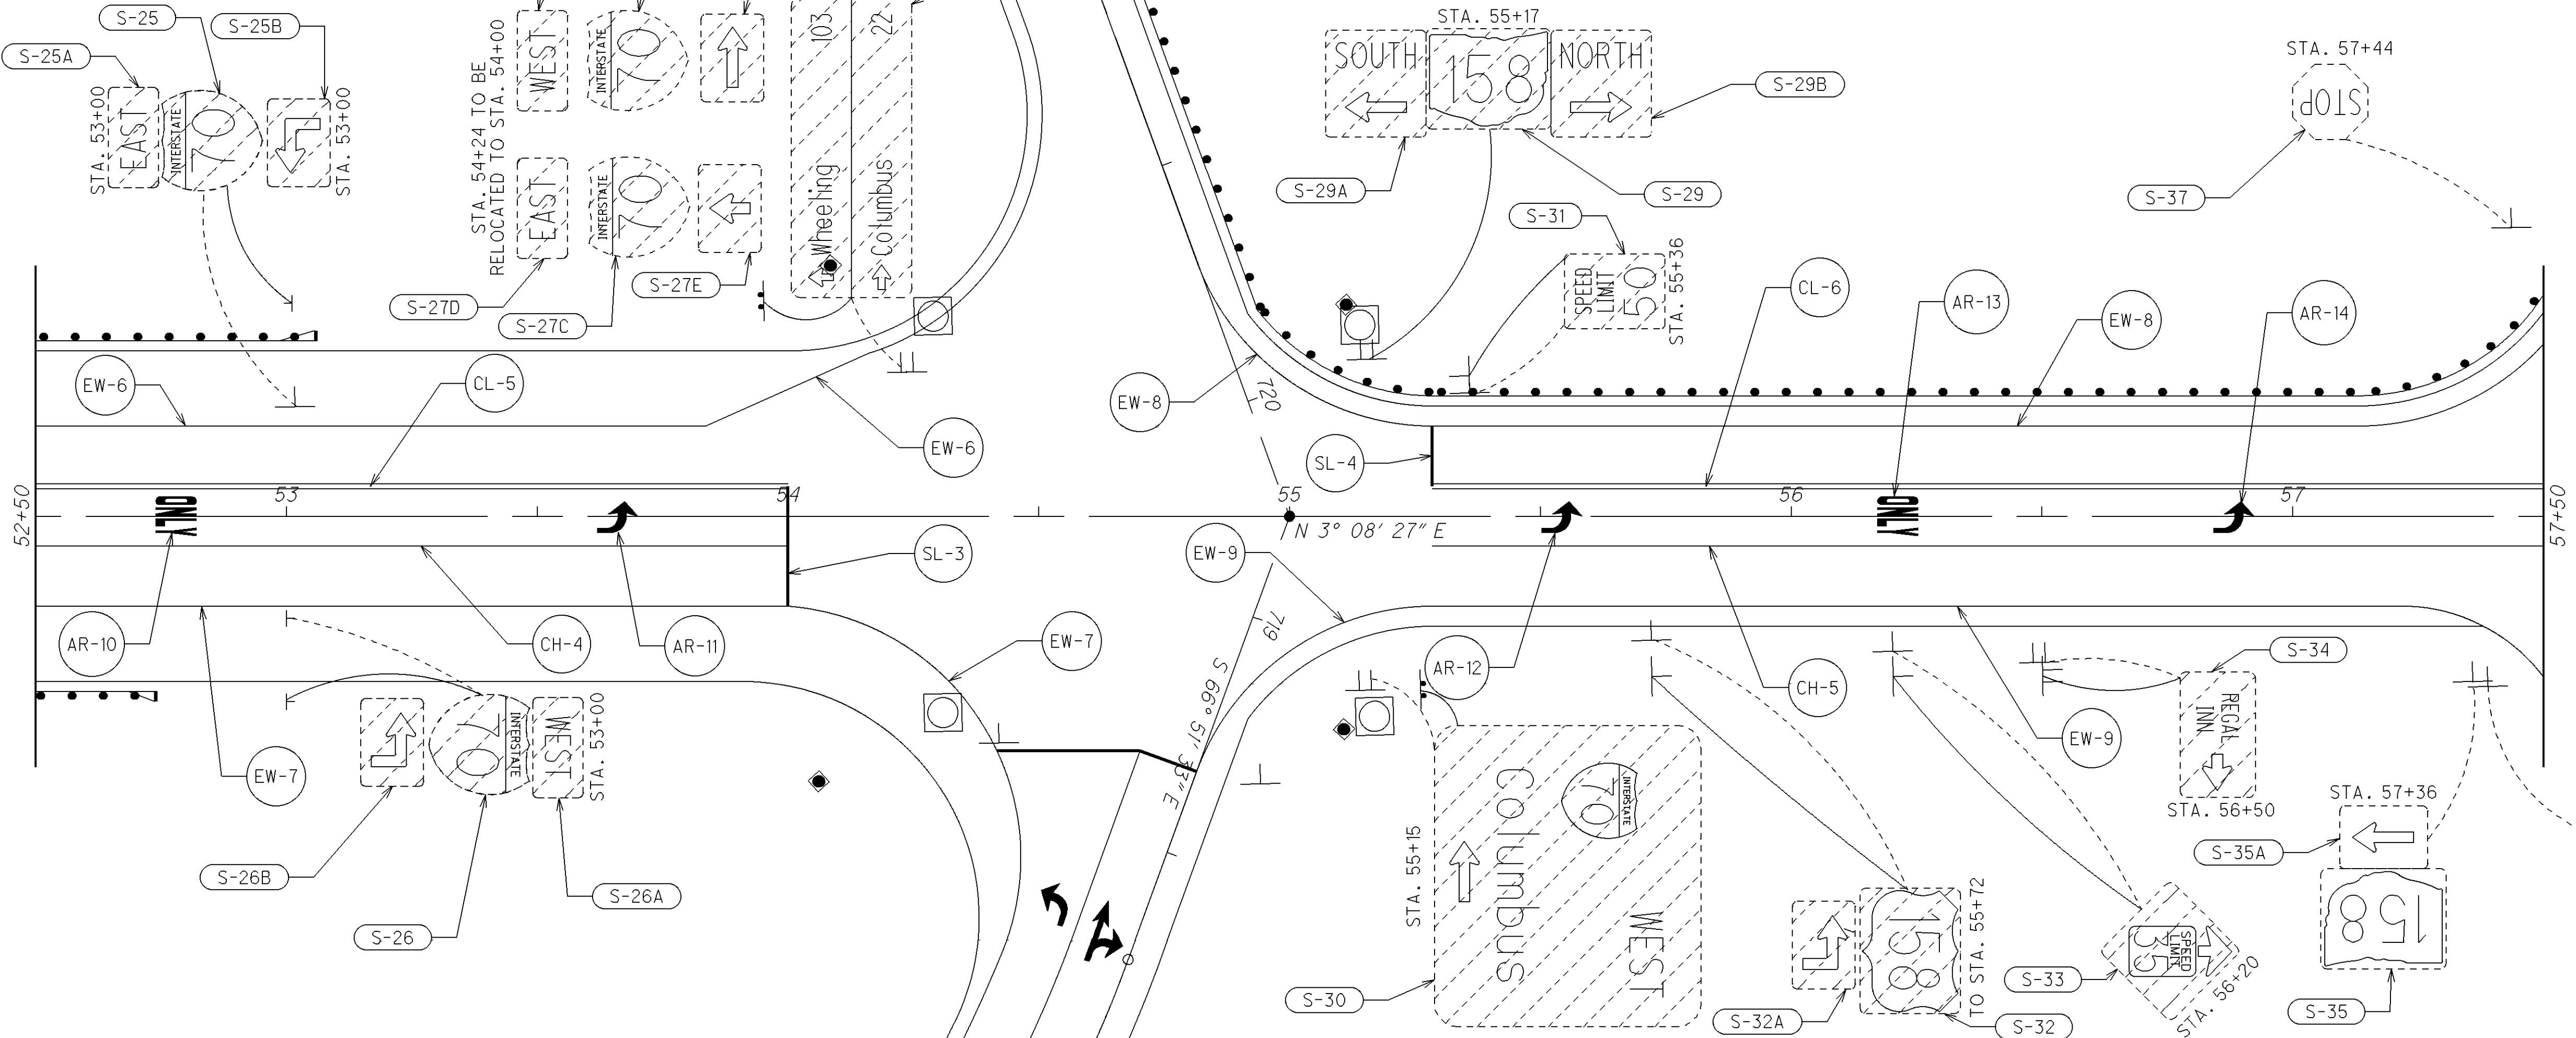 S-25
S-25B
S-25A
STA. 53+00
EAST
INTERSTATE
70
STA. 53+00
STA. 54+24 TO BE
RELOCATED TO STA. 54+00
WEST
INTERSTATE
70
EAST
INTERSTATE
70
S-27D
S-27C
S-27E
Wheeling 103
Columbus 22
STA. 55+17
SOUTH
158
NORTH
S-29B
S-29A
S-29
S-31
SPEED
LIMIT
50
STA. 55+36
STA. 57+44
STOP
S-37
CL-6
AR-13
EW-8
AR-14
EW-6
CL-5
EW-6
EW-8
720
SL-4
52+50
ONLY
53
54
55
N 3° 08' 27" E
56
ONLY
57
57+50
SL-3
EW-9
719
S 66° 51' 33" E
AR-10
CH-4
AR-11
EW-7
AR-12
CH-5
EW-9
S-34
REGAL
INN
STA. 56+50
EW-7
70
INTERSTATE
WEST
STA. 53+00
S-26B
S-26
S-26A
STA. 55+15
Columbus
70
INTERSTATE
WEST
S-30
158
TO STA. 55+72
S-32A
S-32
S-33
SPEED
LIMIT
35
STA. 56+20
STA. 57+36
S-35A
158
S-35